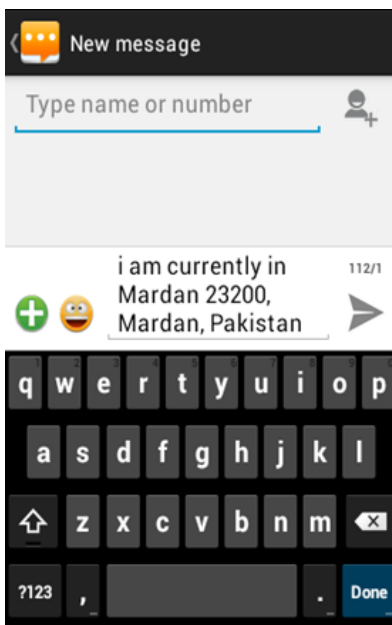 New message
Type name or number
i am currently in
112/1
Mardan 23200,
Mardan, Pakistan
q w e r t y u i o p
a s d f g h j k l
z x c v b n m
?123 , . Done